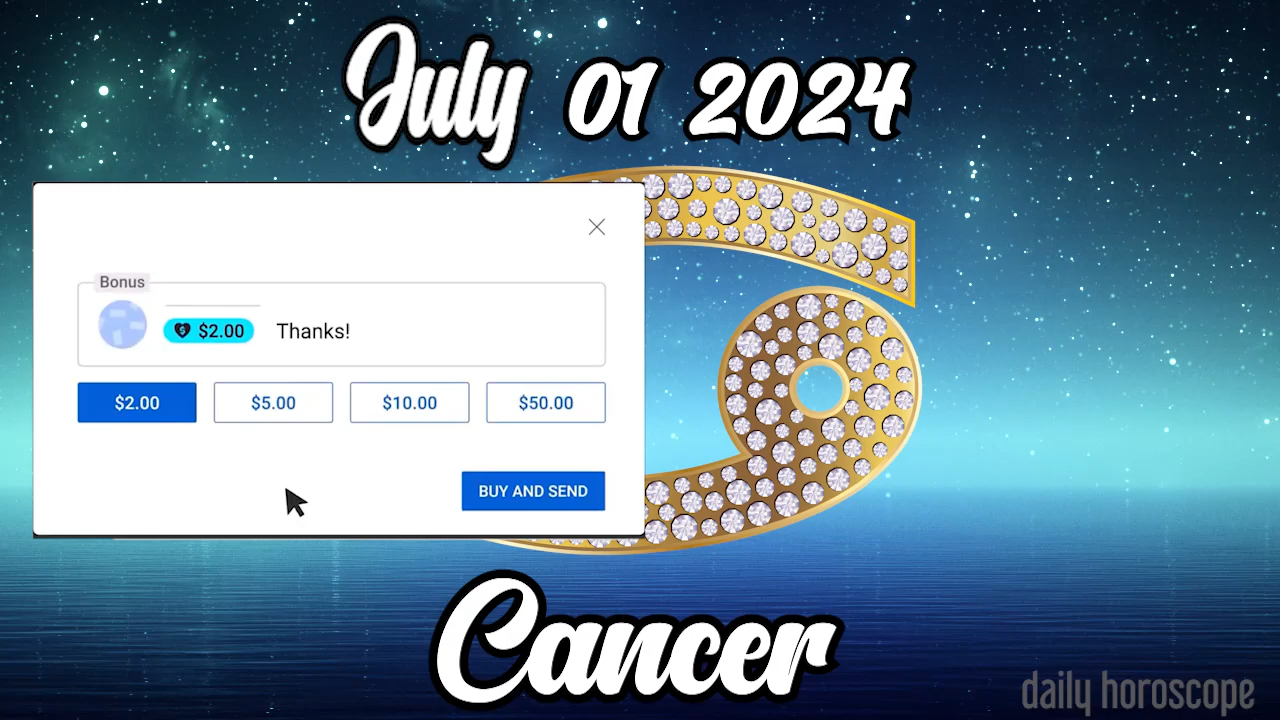 July 01 2024
Bonus
$2.00 Thanks!
$2.00 $5.00 $10.00 $50.00
BUY AND SEND
Cancer
daily horoscope